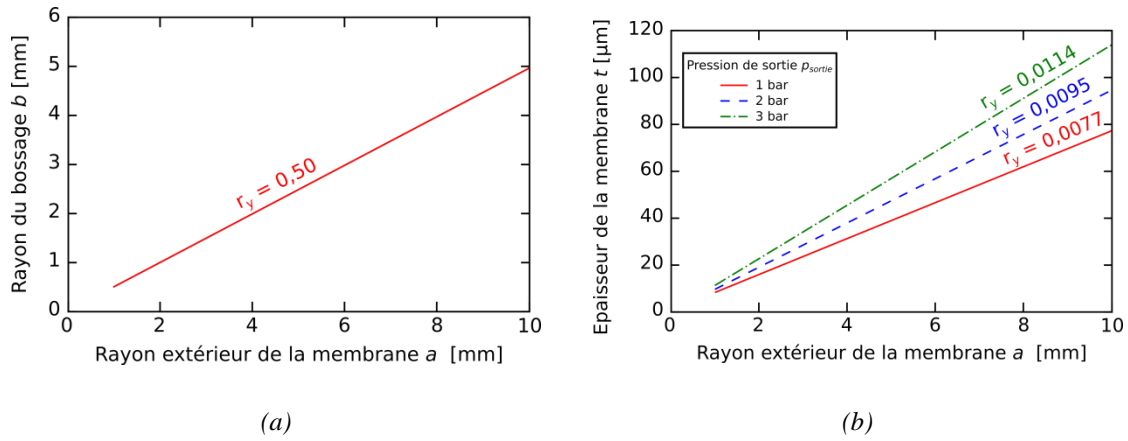 6
5
4
3
2
1
0
0
2
4
6
8
10
Rayon du bossage b [mm]
r_y = 0,50
Rayon extérieur de la membrane a [mm]
(a)
120
100
80
60
40
20
0
0
2
4
6
8
10
Epaisseur de la membrane t [µm]
Pression de sortie p_sortie
1 bar
2 bar
3 bar
r_y = 0,0114
r_y = 0,0095
r_y = 0,0077
Rayon extérieur de la membrane a [mm]
(b)